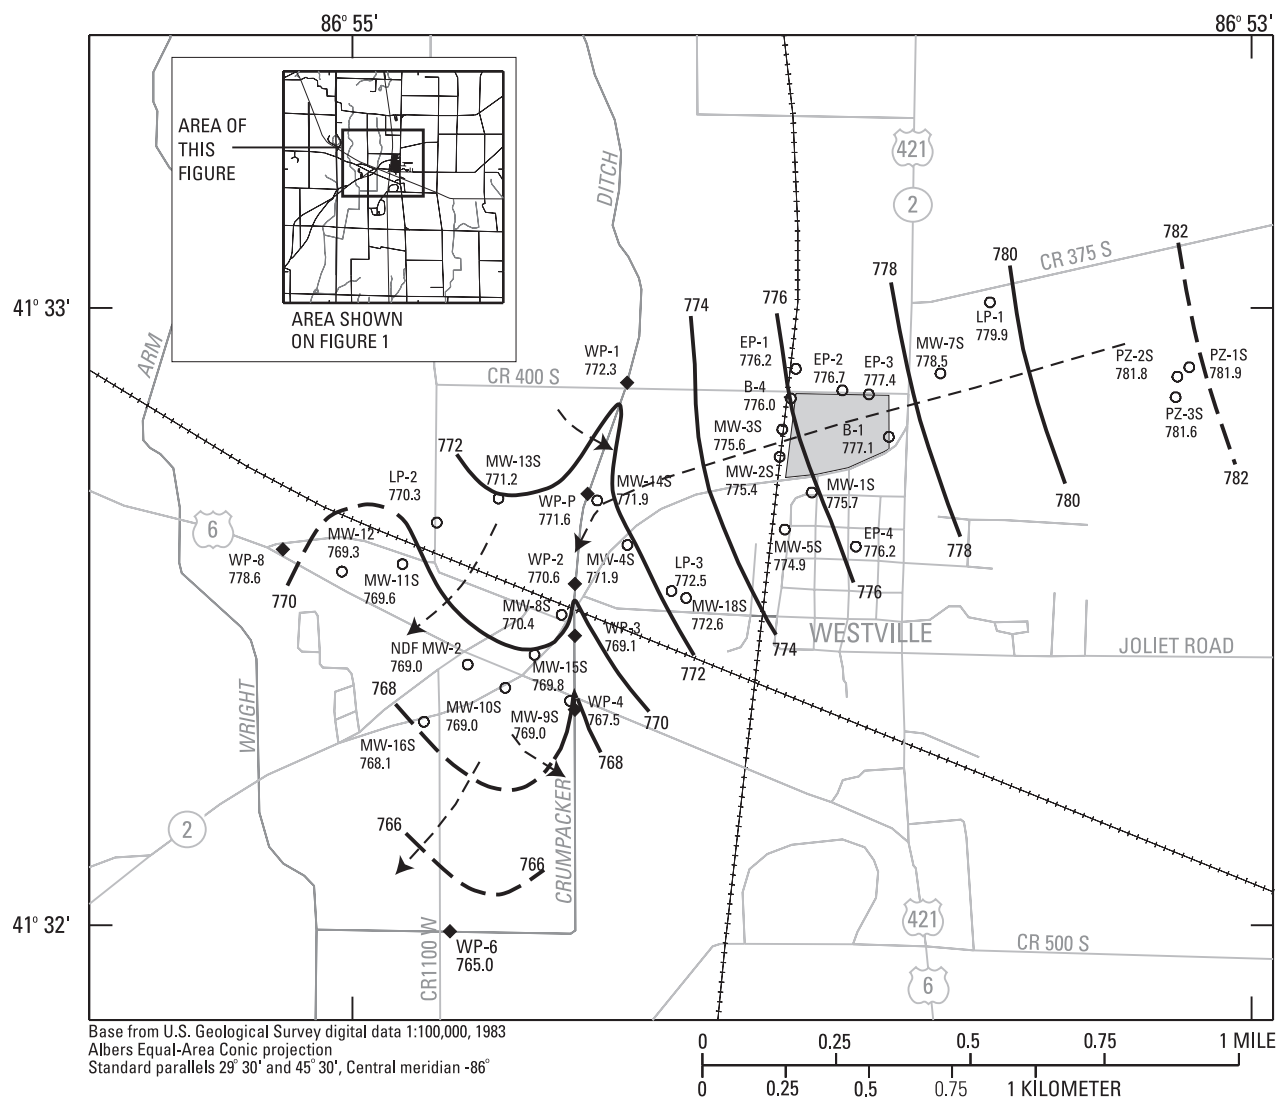 86° 55'
86° 53'
41° 33'
41° 32'
AREA OF
THIS
FIGURE
AREA SHOWN
ON FIGURE 1
ARM
WRIGHT
DITCH
CRUMPACKER
421
2
CR 375 S
CR 400 S
782
780
778
776
774
LP-1
779.9
MW-7S
778.5
PZ-2S
781.8
PZ-1S
781.9
PZ-3S
781.6
782
780
778
776
774
772
770
768
EP-1
776.2
EP-2
776.7
EP-3
777.4
B-4
776.0
B-1
777.1
MW-3S
775.6
MW-2S
775.4
MW-1S
775.7
MW-5S
774.9
EP-4
776.2
WP-1
772.3
772
MW-13S
771.2
MW-14S
771.9
WP-P
771.6
LP-2
770.3
6
WP-8
778.6
MW-12
769.3
MW-11S
769.6
770
WP-2
770.6
MW-4S
771.9
LP-3
772.5
MW-18S
772.6
MW-8S
770.4
WP-3
769.1
WESTVILLE
JOLIET ROAD
NDF MW-2
769.0
MW-15S
769.8
768
MW-10S
769.0
MW-9S
769.0
WP-4
767.5
MW-16S
768.1
2
766
766
CR1100 W
WP-6
765.0
421
6
CR 500 S
Base from U.S. Geological Survey digital data 1:100,000, 1983
Albers Equal-Area Conic projection
Standard parallels 29° 30' and 45° 30', Central meridian -86°
0 0.25 0.5 0.75 1 MILE
0 0.25 0.5 0.75 1 KILOMETER